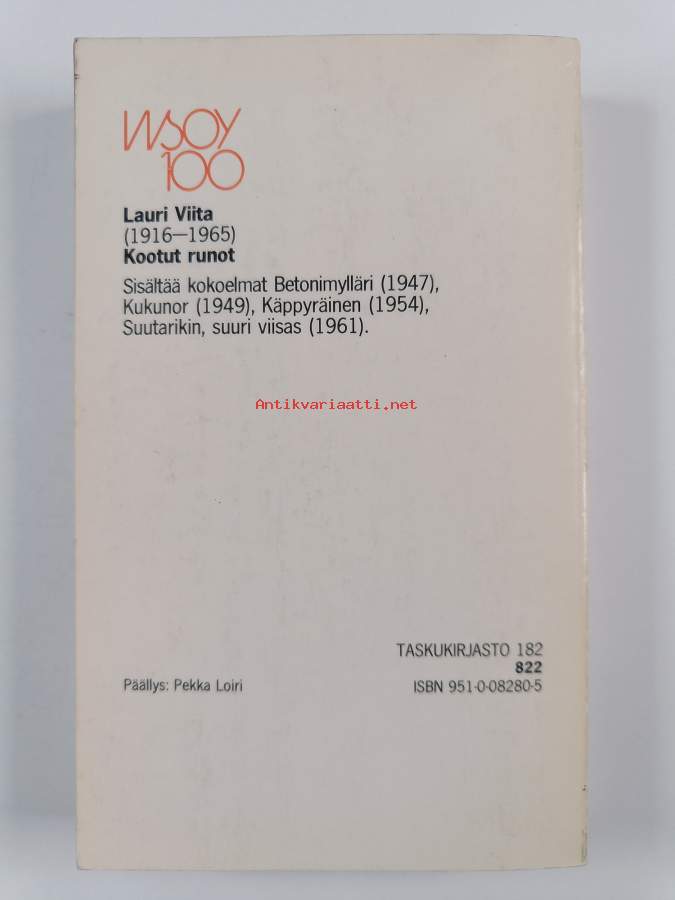 WSOY
100
Lauri Viita
(1916—1965)
Kootut runot
Sisältää kokoelmat Betonimylläri (1947),
Kukunor (1949), Käppyräinen (1954),
Suutarikin, suuri viisas (1961).
Antikvariaatti.net
TASKUKIRJASTO 182
822
Päällys: Pekka Loiri
ISBN 951-0-08280-5